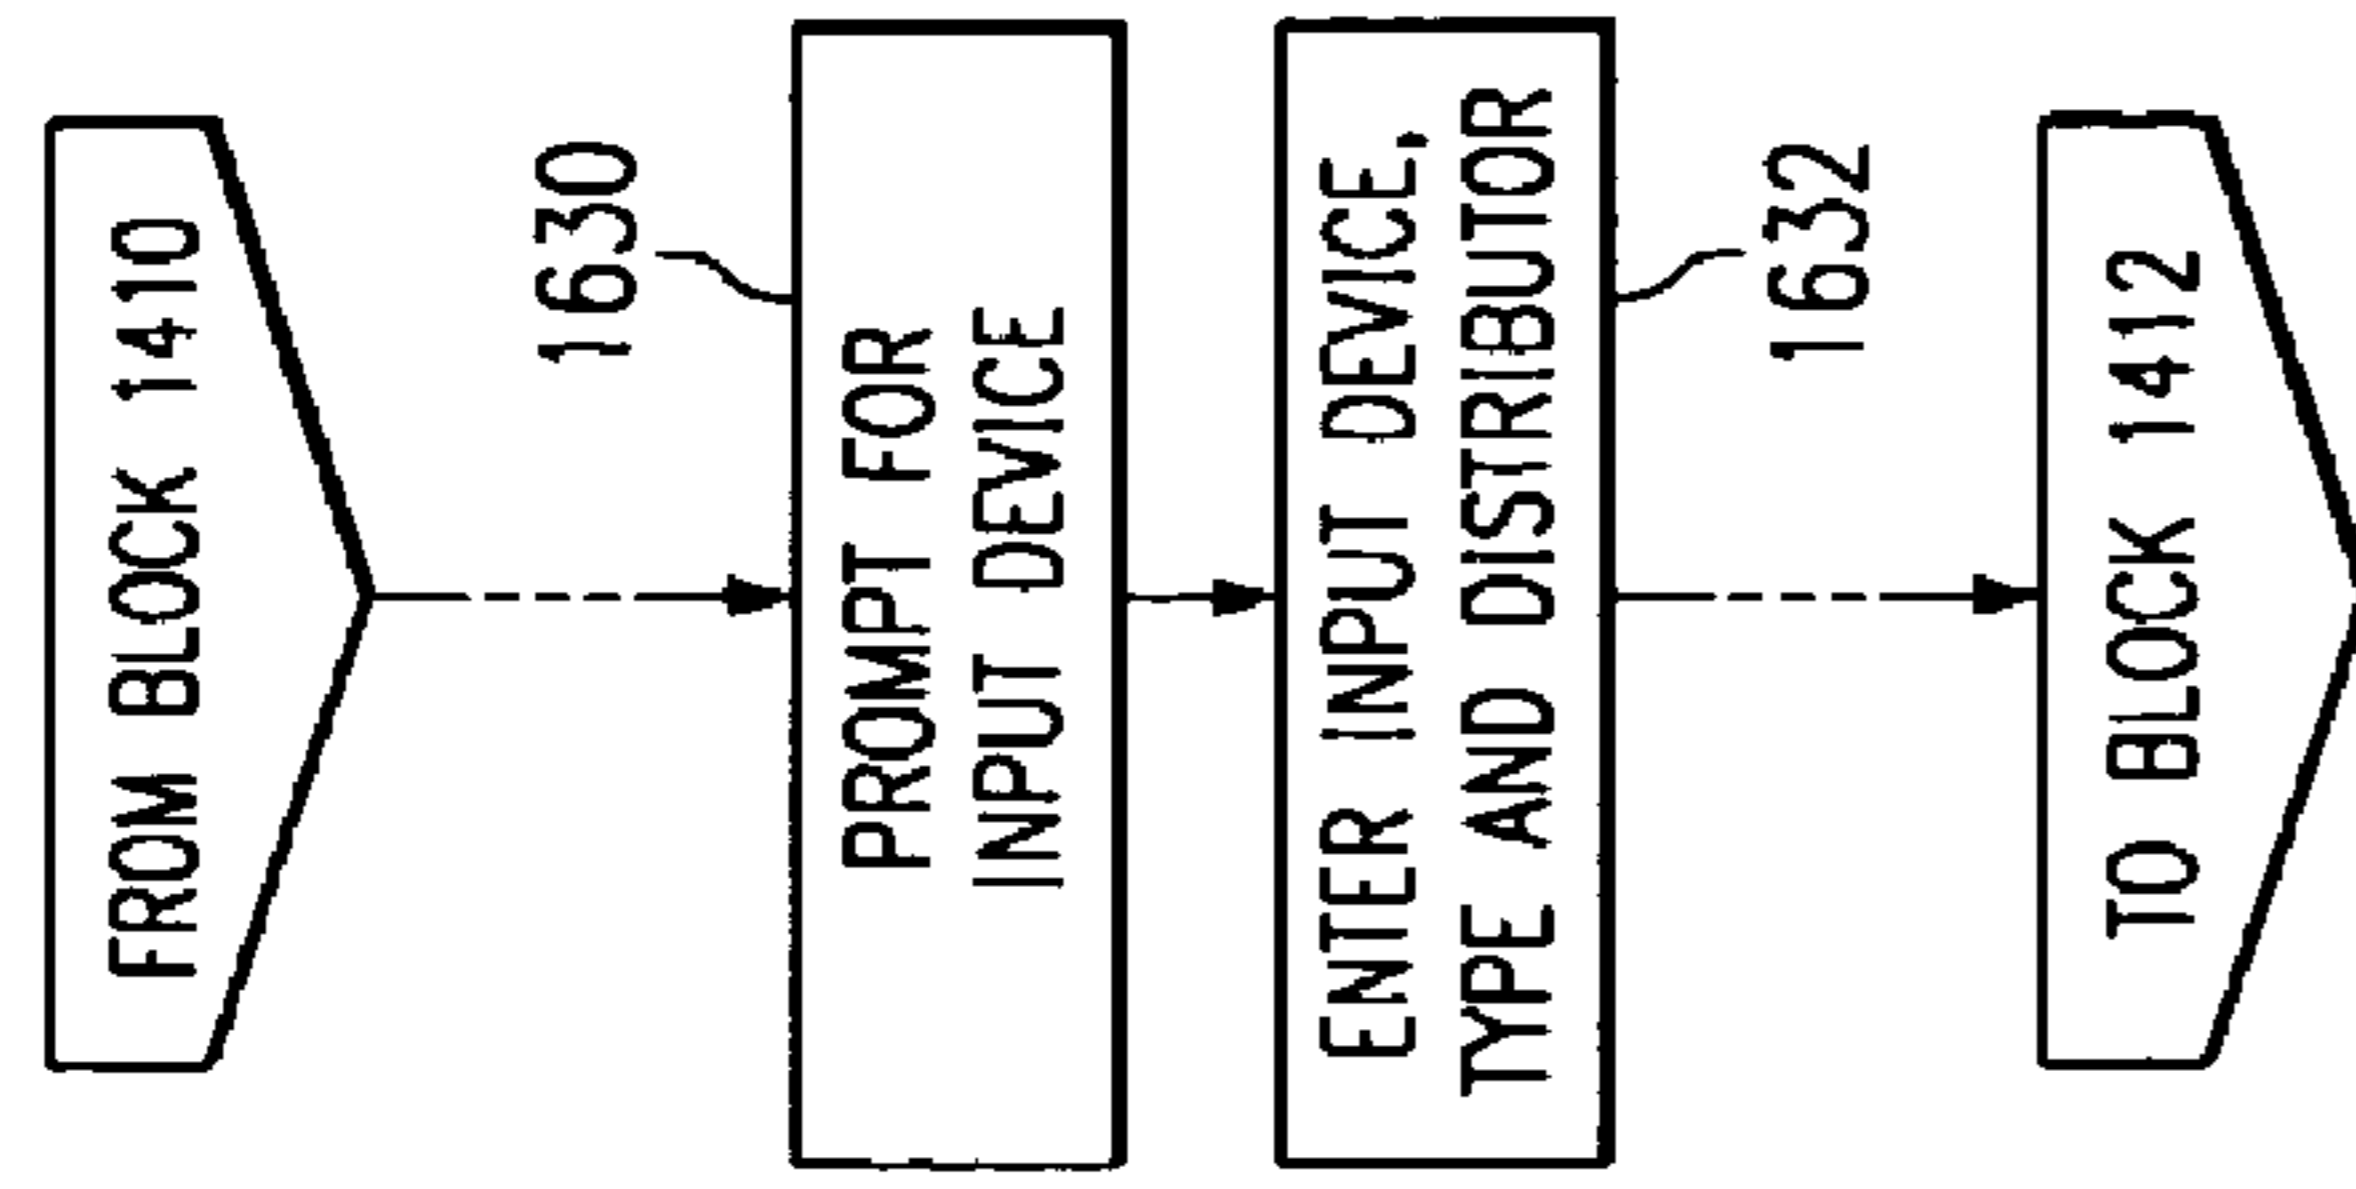 FROM BLOCK 1410
1630
PROMPT FOR
INPUT DEVICE
ENTER INPUT DEVICE,
TYPE AND DISTRIBUTOR
1632
TO BLOCK 1412